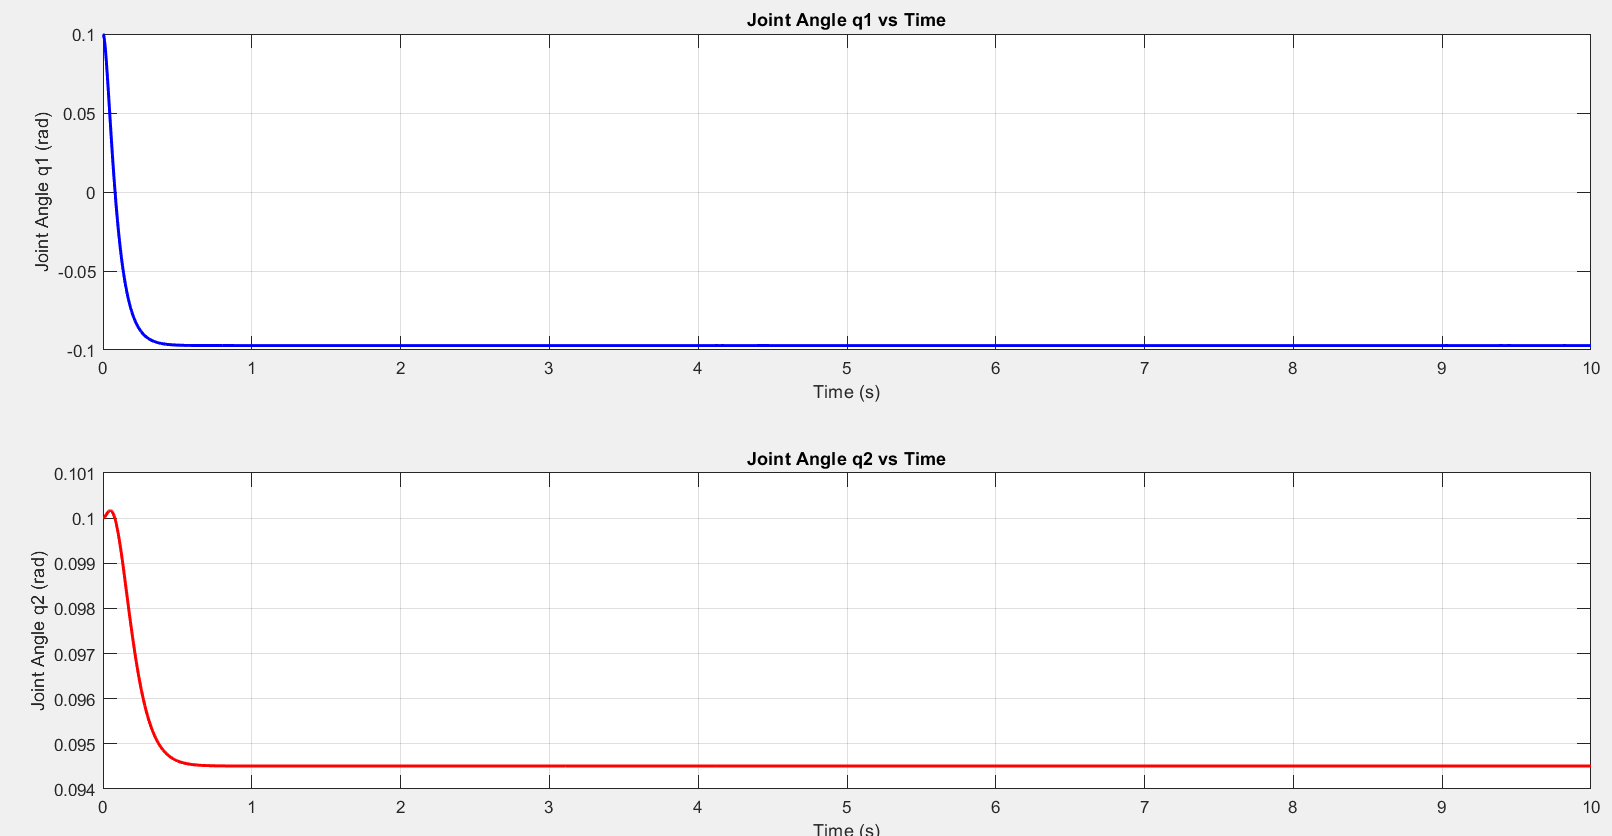 Joint Angle q1 vs Time
0.1
0.05
0
-0.05
-0.1
Joint Angle q1 (rad)
0 1 2 3 4 5 6 7 8 9 10
Time (s)
Joint Angle q2 vs Time
0.101
0.1
0.099
0.098
0.097
0.096
0.095
0.094
Joint Angle q2 (rad)
0 1 2 3 4 5 6 7 8 9 10
Time (s)